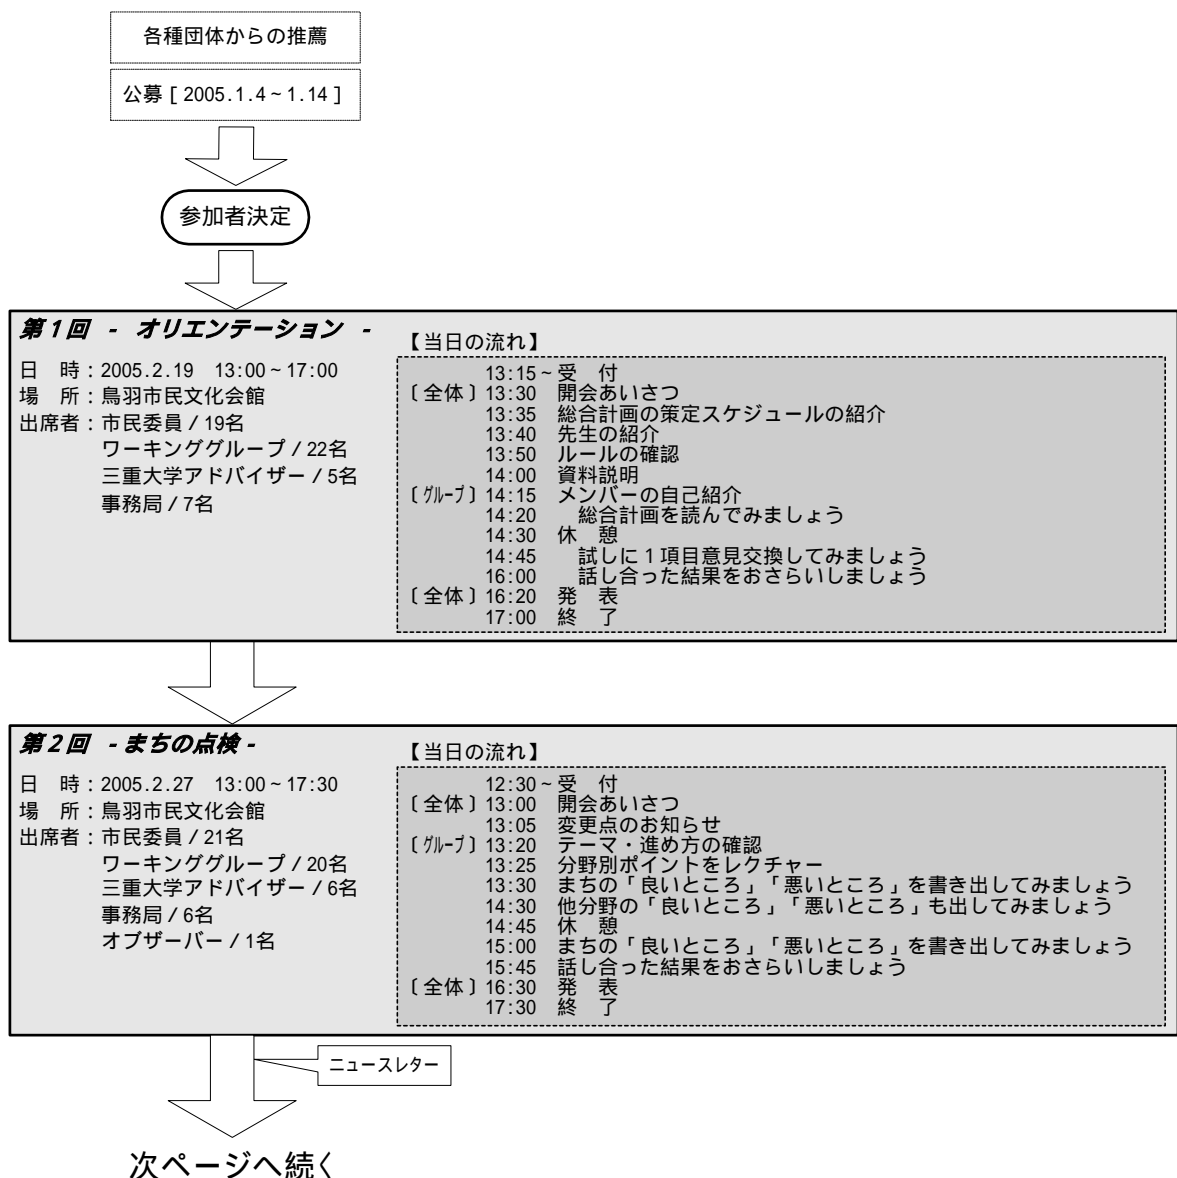 各種団体からの推薦
公募 [ 2005.1.4～1.14 ]
参加者決定
第1回 - オリエンテーション -
日　時：2005.2.19　13:00～17:00
場　所：鳥羽市民文化会館
出席者：市民委員／19名
ワーキンググループ／22名
三重大学アドバイザー／5名
事務局／7名
【当日の流れ】
13:15～受　付
〔全体〕13:30　開会あいさつ
13:35　総合計画の策定スケジュールの紹介
13:40　先生の紹介
13:50　ルールの確認
14:00　資料説明
〔グループ〕14:15　メンバーの自己紹介
14:20　総合計画を読んでみましょう
14:30　休　憩
14:45　試しに１項目意見交換してみましょう
16:00　話し合った結果をおさらいしましょう
〔全体〕16:20　発　表
17:00　終　了
第2回 - まちの点検 -
日　時：2005.2.27　13:00～17:30
場　所：鳥羽市民文化会館
出席者：市民委員／21名
ワーキンググループ／20名
三重大学アドバイザー／6名
事務局／6名
オブザーバー／1名
【当日の流れ】
12:30～受　付
〔全体〕13:00　開会あいさつ
13:05　変更点のお知らせ
〔グループ〕13:20　テーマ・進め方の確認
13:25　分野別ポイントをレクチャー
13:30　まちの「良いところ」「悪いところ」を書き出してみましょう
14:30　他分野の「良いところ」「悪いところ」も出してみましょう
14:45　休　憩
15:00　まちの「良いところ」「悪いところ」を書き出してみましょう
15:45　話し合った結果をおさらいしましょう
〔全体〕16:30　発　表
17:30　終　了
ニュースレター
次ページへ続く